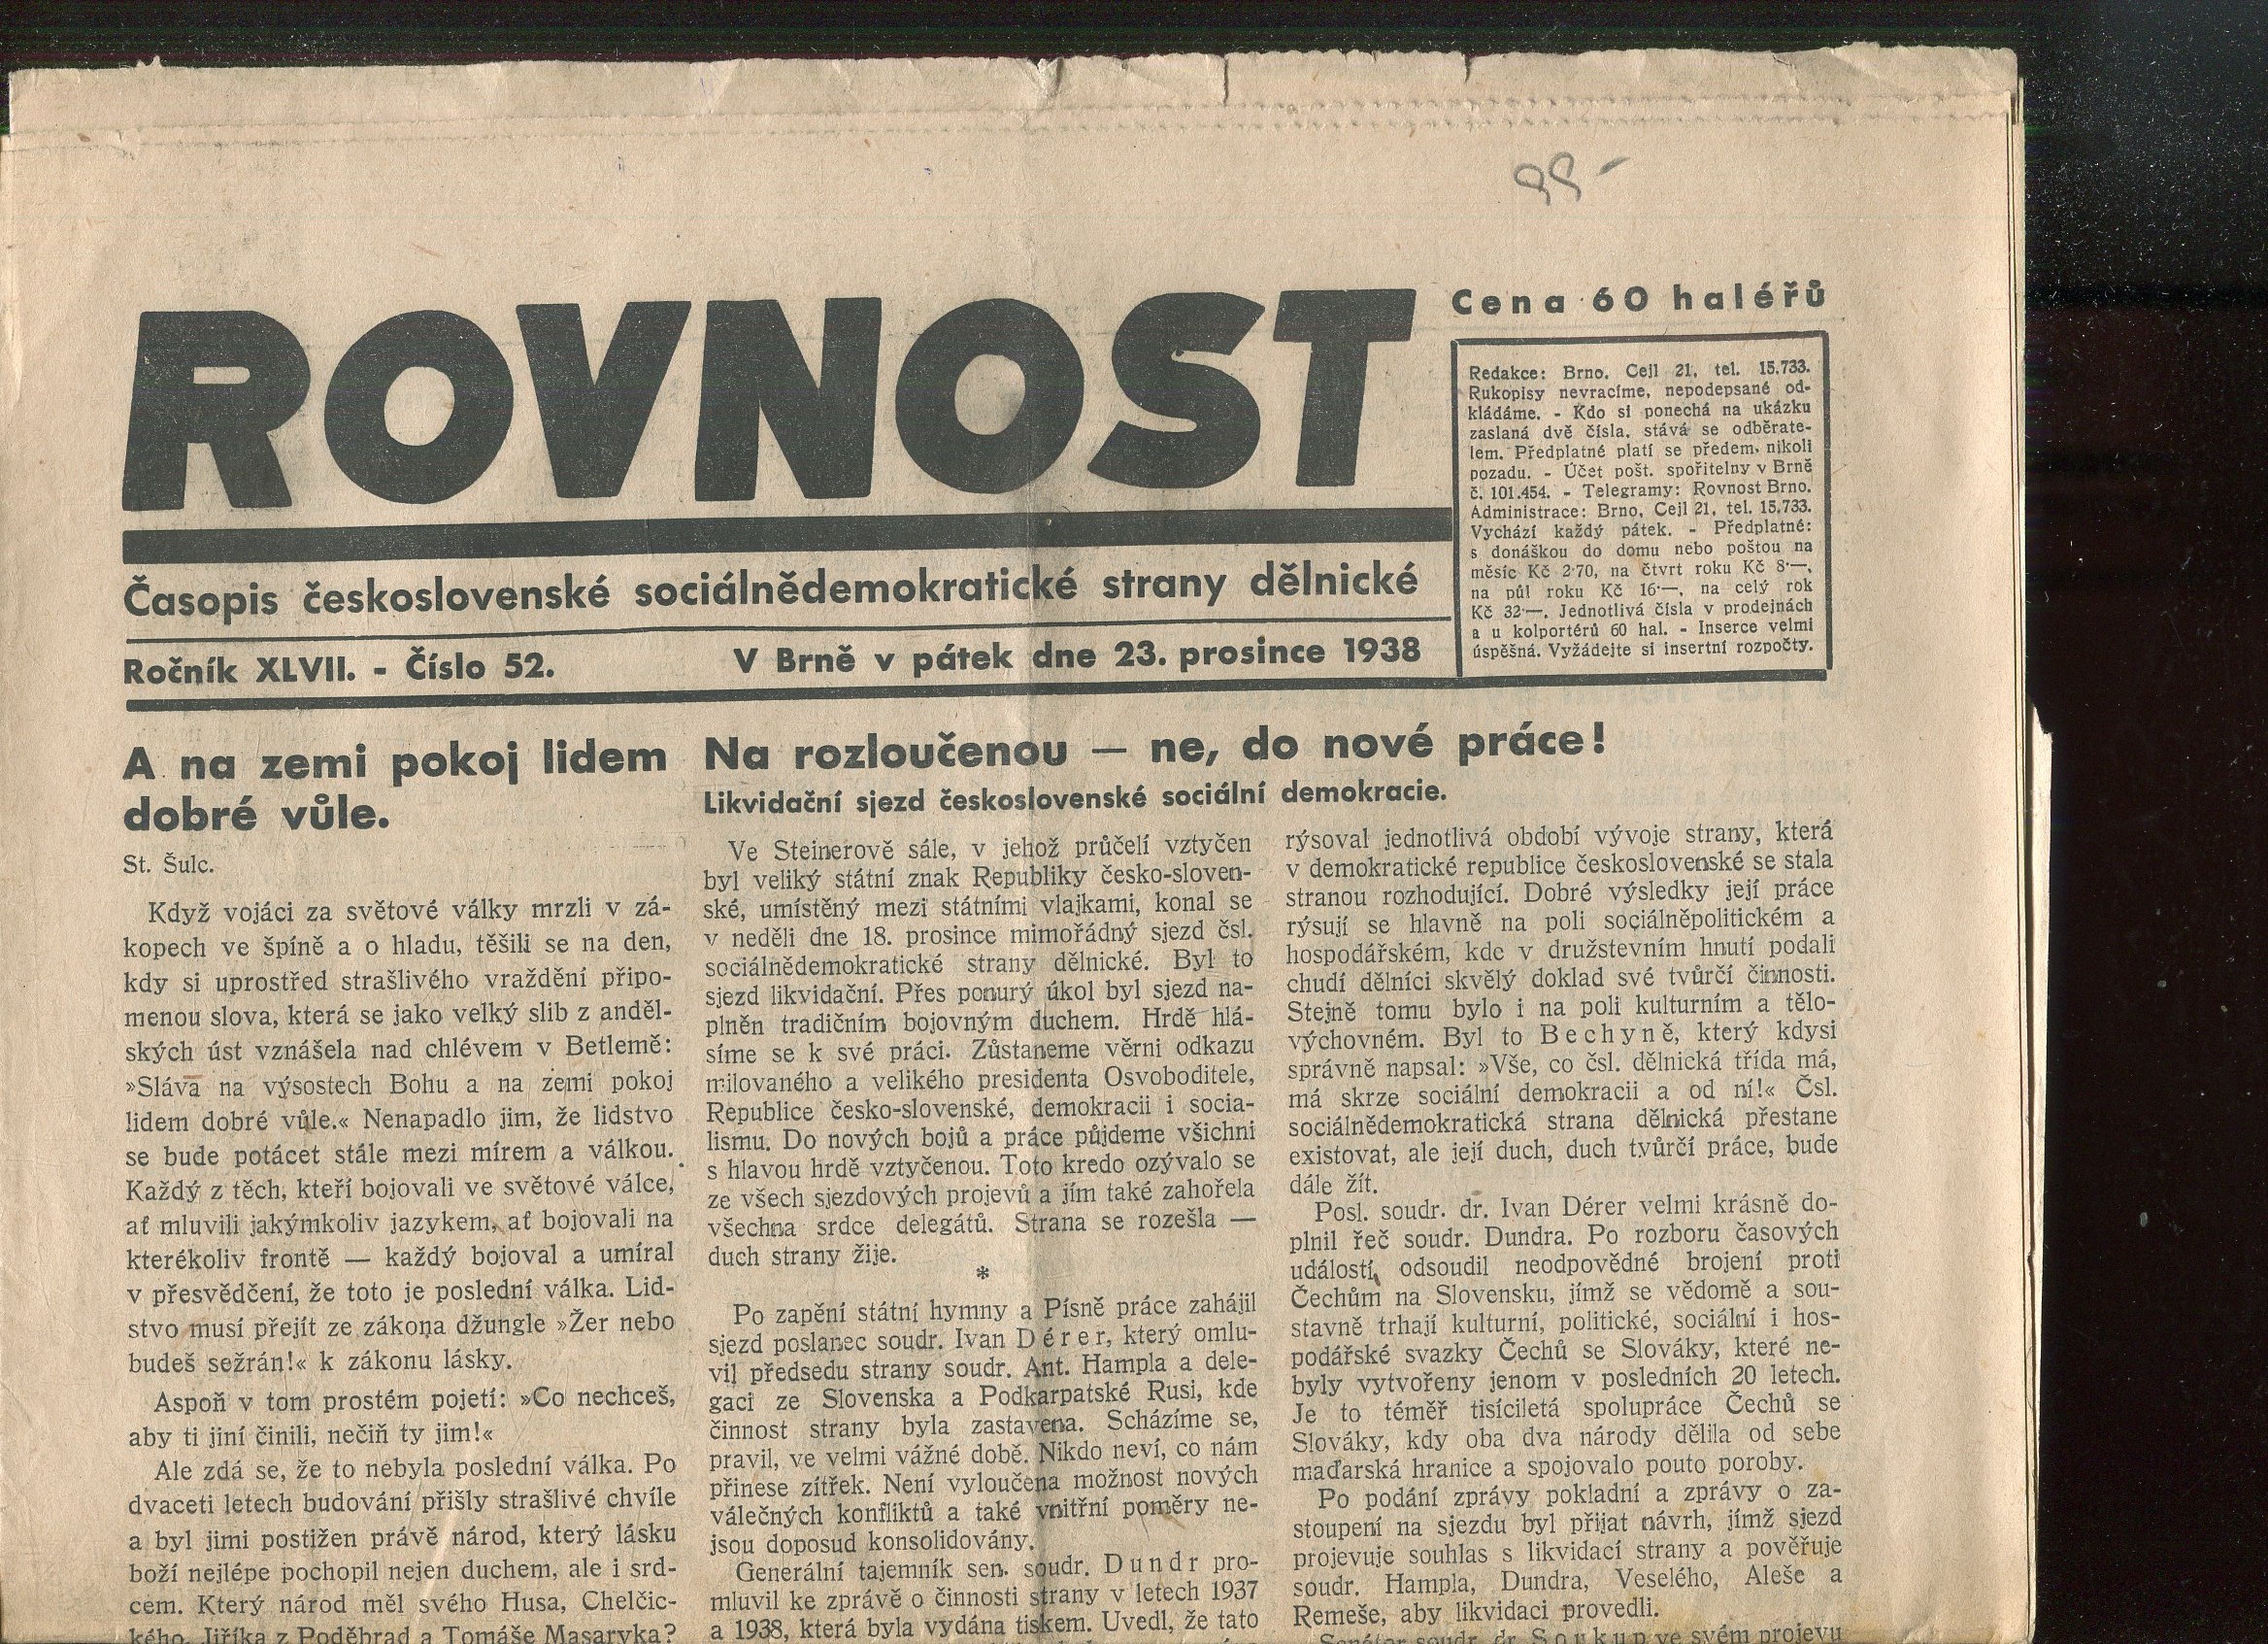 99-
ROVNOST
Cena 60 haléřů
Redakce: Brno, Cejl 21, tel. 15.733.
Rukopisy nevracíme, nepodepsané od-
kládáme. - Kdo si ponechá na ukázku
zaslaná dvě čísla, stává se odběrate-
lem. Předplatné platí se předem, nikoli
pozadu. - Účet pošt. spořitelny v Brně
č. 101.454. - Telegramy: Rovnost Brno.
Administrace: Brno, Cejl 21, tel. 15.733.
Vychází každý pátek. - Předplatné:
s donáškou do domu nebo poštou na
měsíc Kč 2·70, na čtvrt roku Kč 8·—,
na půl roku Kč 16·—, na celý rok
Kč 32·—. Jednotlivá čísla v prodejnách
a u kolportérů 60 hal. - Inserce velmi
úspěšná. Vyžádejte si insertní rozpočty.
Časopis československé sociálnědemokratické strany dělnické
Ročník XLVII. - Číslo 52.
V Brně v pátek dne 23. prosince 1938
A na zemi pokoj lidem
dobré vůle.
St. Šulc.
Když vojáci za světové války mrzli v zá-
kopech ve špíně a o hladu, těšili se na den,
kdy si uprostřed strašlivého vraždění připo-
menou slova, která se jako velký slib z anděl-
ských úst vznášela nad chlévem v Betlemě:
»Sláva na výsostech Bohu a na zemi pokoj
lidem dobré vůle.« Nenapadlo jim, že lidstvo
se bude potácet stále mezi mírem a válkou.
Každý z těch, kteří bojovali ve světové válce,
ať mluvili jakýmkoliv jazykem, ať bojovali na
kterékoliv frontě — každý bojoval a umíral
v přesvědčení, že toto je poslední válka. Lid-
stvo musí přejít ze zákona džungle »Žer nebo
budeš sežrán!« k zákonu lásky.
Aspoň v tom prostém pojetí: »Co nechceš,
aby ti jiní činili, nečiň ty jim!«
Ale zdá se, že to nebyla poslední válka. Po
dvaceti letech budování přišly strašlivé chvíle
a byl jimi postižen právě národ, který lásku
boží nejlépe pochopil nejen duchem, ale i srd-
cem. Který národ měl svého Husa, Chelčic-
kého, Jiříka z Poděbrad a Tomáše Masaryka?
Na rozloučenou — ne, do nové práce!
Likvidační sjezd československé sociální demokracie.
Ve Steinerově sále, v jehož průčelí vztyčen
byl veliký státní znak Republiky česko-sloven-
ské, umístěný mezi státními vlajkami, konal se
v neděli dne 18. prosince mimořádný sjezd čsl.
sociálnědemokratické strany dělnické. Byl to
sjezd likvidační. Přes ponurý úkol byl sjezd na-
plněn tradičním bojovným duchem. Hrdě hlá-
síme se k své práci. Zůstaneme věrni odkazu
milovaného a velikého presidenta Osvoboditele,
Republice česko-slovenské, demokracii i socia-
lismu. Do nových bojů a práce půjdeme všichni
s hlavou hrdě vztyčenou. Toto kredo ozývalo se
ze všech sjezdových projevů a jím také zahořela
všechna srdce delegátů. Strana se rozešla —
duch strany žije.
*
Po zapění státní hymny a Písně práce zahájil
sjezd poslanec soudr. Ivan Dérer, který omlu-
vil předsedu strany soudr. Ant. Hampla a dele-
gaci ze Slovenska a Podkarpatské Rusi, kde
činnost strany byla zastavena. Scházíme se,
pravil, ve velmi vážné době. Nikdo neví, co nám
přinese zítřek. Není vyloučena možnost nových
válečných konfliktů a také vnitřní poměry ne-
jsou doposud konsolidovány.
Generální tajemník sen. soudr. Dundr pro-
mluvil ke zprávě o činnosti strany v letech 1937
a 1938, která byla vydána tiskem. Uvedl, že tato
rýsoval jednotlivá období vývoje strany, která
v demokratické republice československé se stala
stranou rozhodující. Dobré výsledky její práce
rýsují se hlavně na poli sociálněpolitickém a
hospodářském, kde v družstevním hnutí podali
chudí dělníci skvělý doklad své tvůrčí činnosti.
Stejně tomu bylo i na poli kulturním a tělo-
výchovném. Byl to Bechyně, který kdysi
správně napsal: »Vše, co čsl. dělnická třída má,
má skrze sociální demokracii a od ní!« Čsl.
sociálnědemokratická strana dělnická přestane
existovat, ale její duch, duch tvůrčí práce, bude
dále žít.
Posl. soudr. dr. Ivan Dérer velmi krásně do-
plnil řeč soudr. Dundra. Po rozboru časových
událostí, odsoudil neodpovědné brojení proti
Čechům na Slovensku, jímž se vědomě a sou-
stavně trhají kulturní, politické, sociální i hos-
podářské svazky Čechů se Slováky, které ne-
byly vytvořeny jenom v posledních 20 letech.
Je to téměř tisíciletá spolupráce Čechů se
Slováky, kdy oba dva národy dělila od sebe
maďarská hranice a spojovalo pouto poroby.
Po podání zprávy pokladní a zprávy o za-
stoupení na sjezdu byl přijat návrh, jímž sjezd
projevuje souhlas s likvidací strany a pověřuje
soudr. Hampla, Dundra, Veselého, Aleše a
Remeše, aby likvidaci provedli.
Senátor soudr. dr. Soukup ve svém projevu